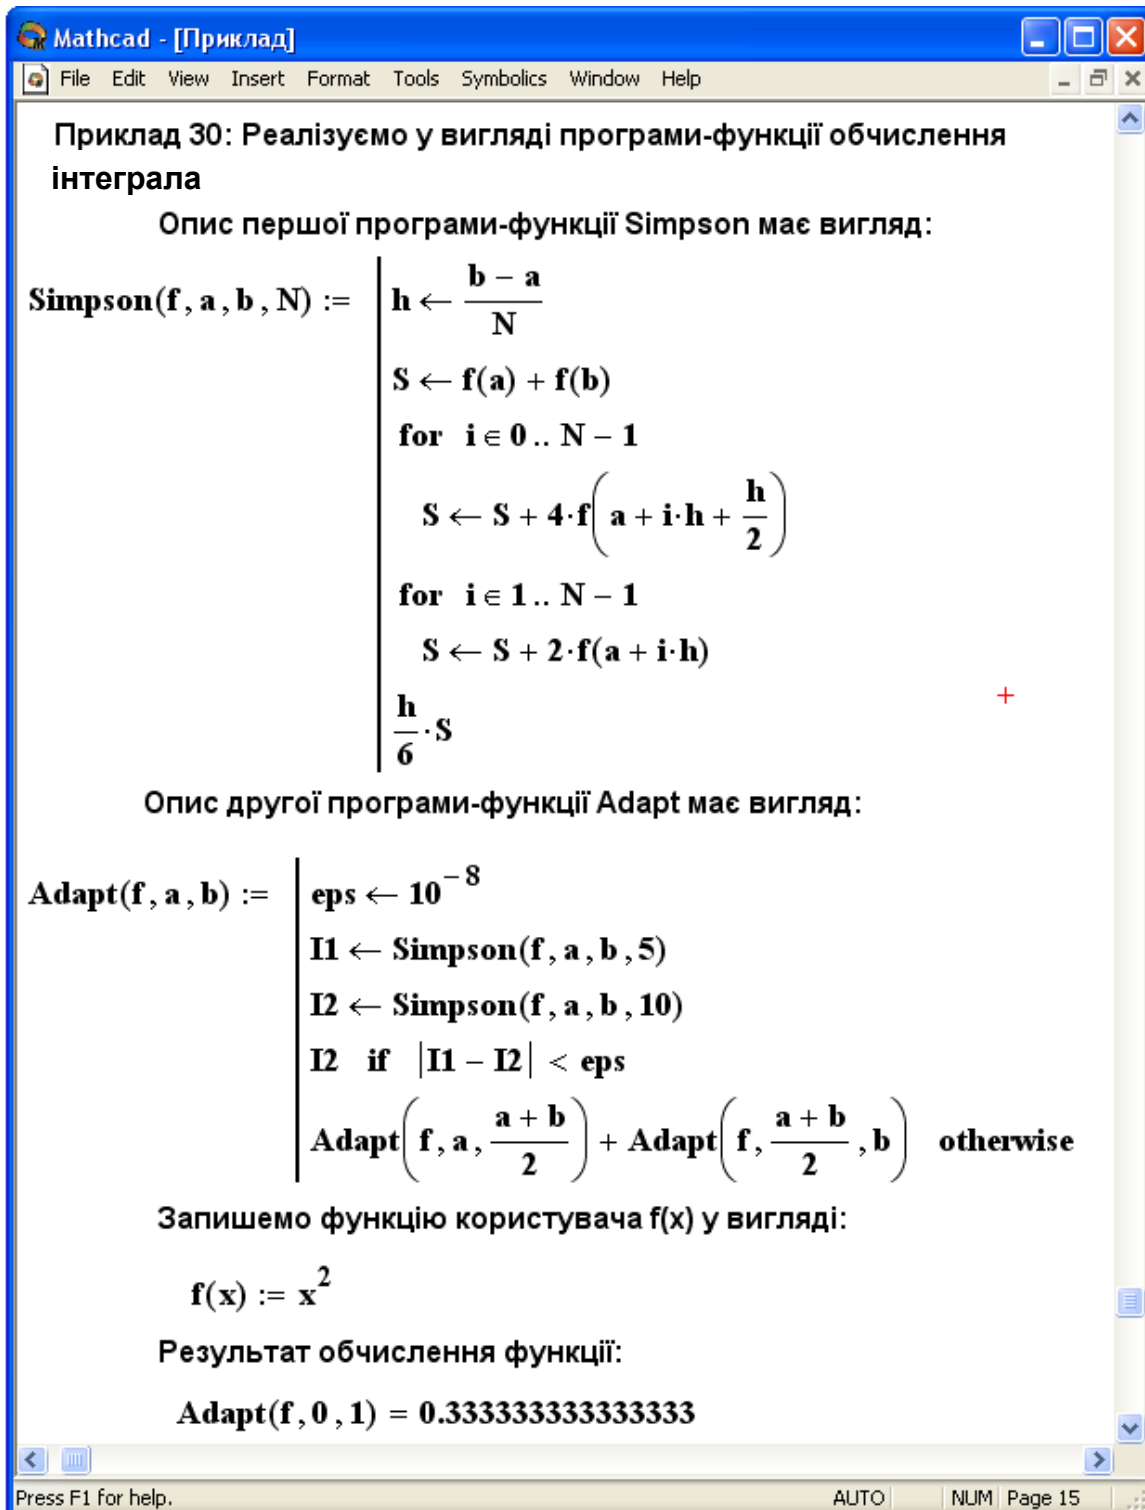 Mathcad - [Приклад]
File Edit View Insert Format Tools Symbolics Window Help
Приклад 30: Реалізуємо у вигляді програми-функції обчислення
інтеграла
Опис першої програми-функції Simpson має вигляд:
Simpson(f, a, b, N) := h ← (b − a)/N
S ← f(a) + f(b)
for i ∈ 0 .. N − 1
S ← S + 4·f(a + i·h + h/2)
for i ∈ 1 .. N − 1
S ← S + 2·f(a + i·h)
h/6 · S
Опис другої програми-функції Adapt має вигляд:
Adapt(f, a, b) := eps ← 10^−8
I1 ← Simpson(f, a, b, 5)
I2 ← Simpson(f, a, b, 10)
I2 if |I1 − I2| < eps
Adapt(f, a, (a + b)/2) + Adapt(f, (a + b)/2, b) otherwise
Запишемо функцію користувача f(x) у вигляді:
f(x) := x^2
Результат обчислення функції:
Adapt(f, 0, 1) = 0.333333333333333
Press F1 for help. AUTO NUM Page 15